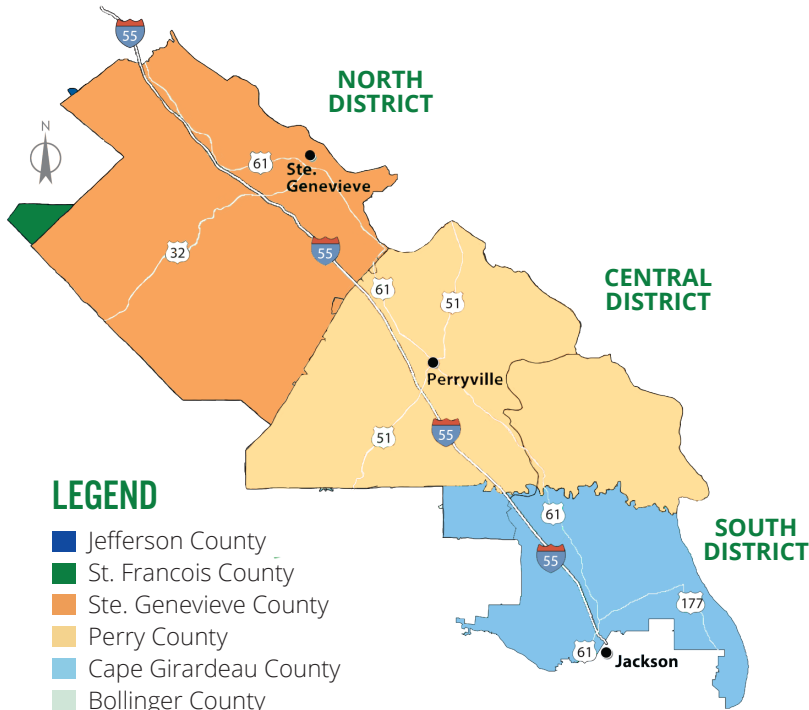 55
NORTH
DISTRICT
N
61
Ste.
Genevieve
32
55
61
51
CENTRAL
DISTRICT
Perryville
51
55
LEGEND
Jefferson County
St. Francois County
Ste. Genevieve County
Perry County
Cape Girardeau County
Bollinger County
61
SOUTH
DISTRICT
55
177
61
Jackson